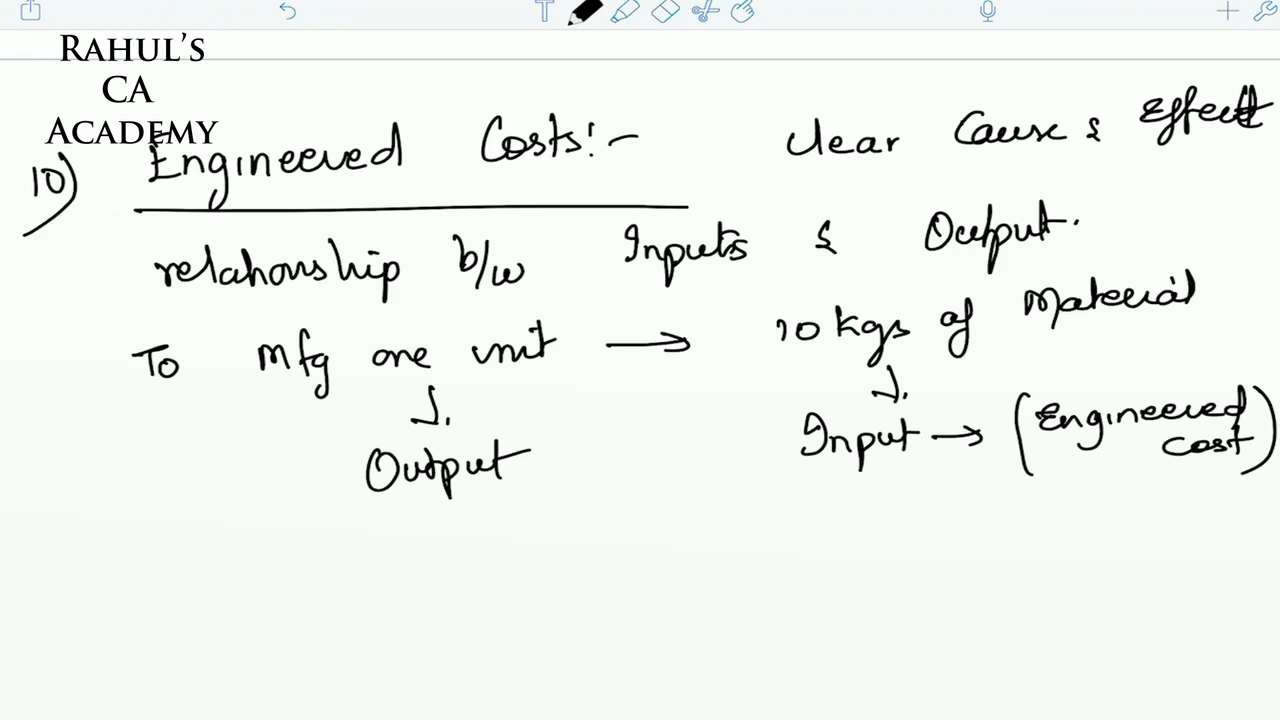 RAHUL'S
CA
ACADEMY
10) Engineered Costs:- clear cause & Effect
relationship b/w Inputs & Output.
To mfg one unit → 10 kgs of Material
Output Input → (Engineered cost)